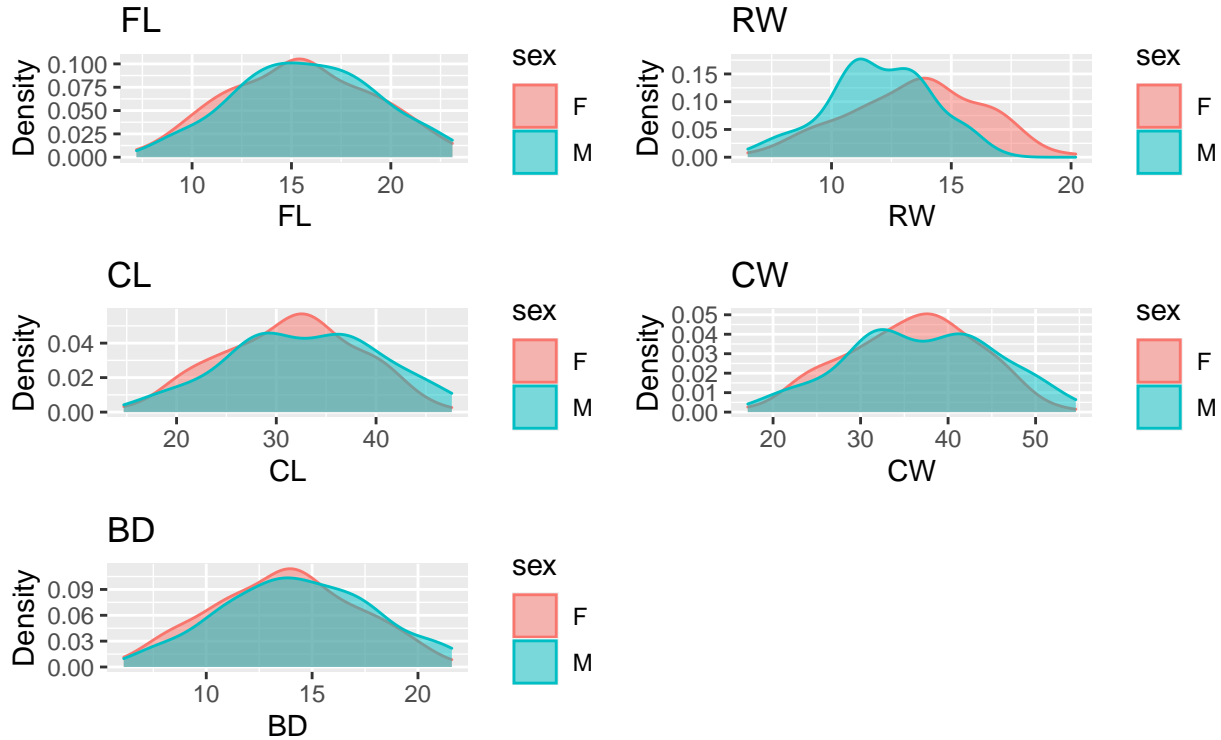 FL
Density
0.100
0.075
0.050
0.025
0.000
10 15 20
FL
sex
F
M
RW
Density
0.15
0.10
0.05
0.00
10 15 20
RW
sex
F
M
CL
Density
0.04
0.02
0.00
20 30 40
CL
sex
F
M
CW
Density
0.05
0.04
0.03
0.02
0.01
0.00
20 30 40 50
CW
sex
F
M
BD
Density
0.09
0.06
0.03
0.00
10 15 20
BD
sex
F
M